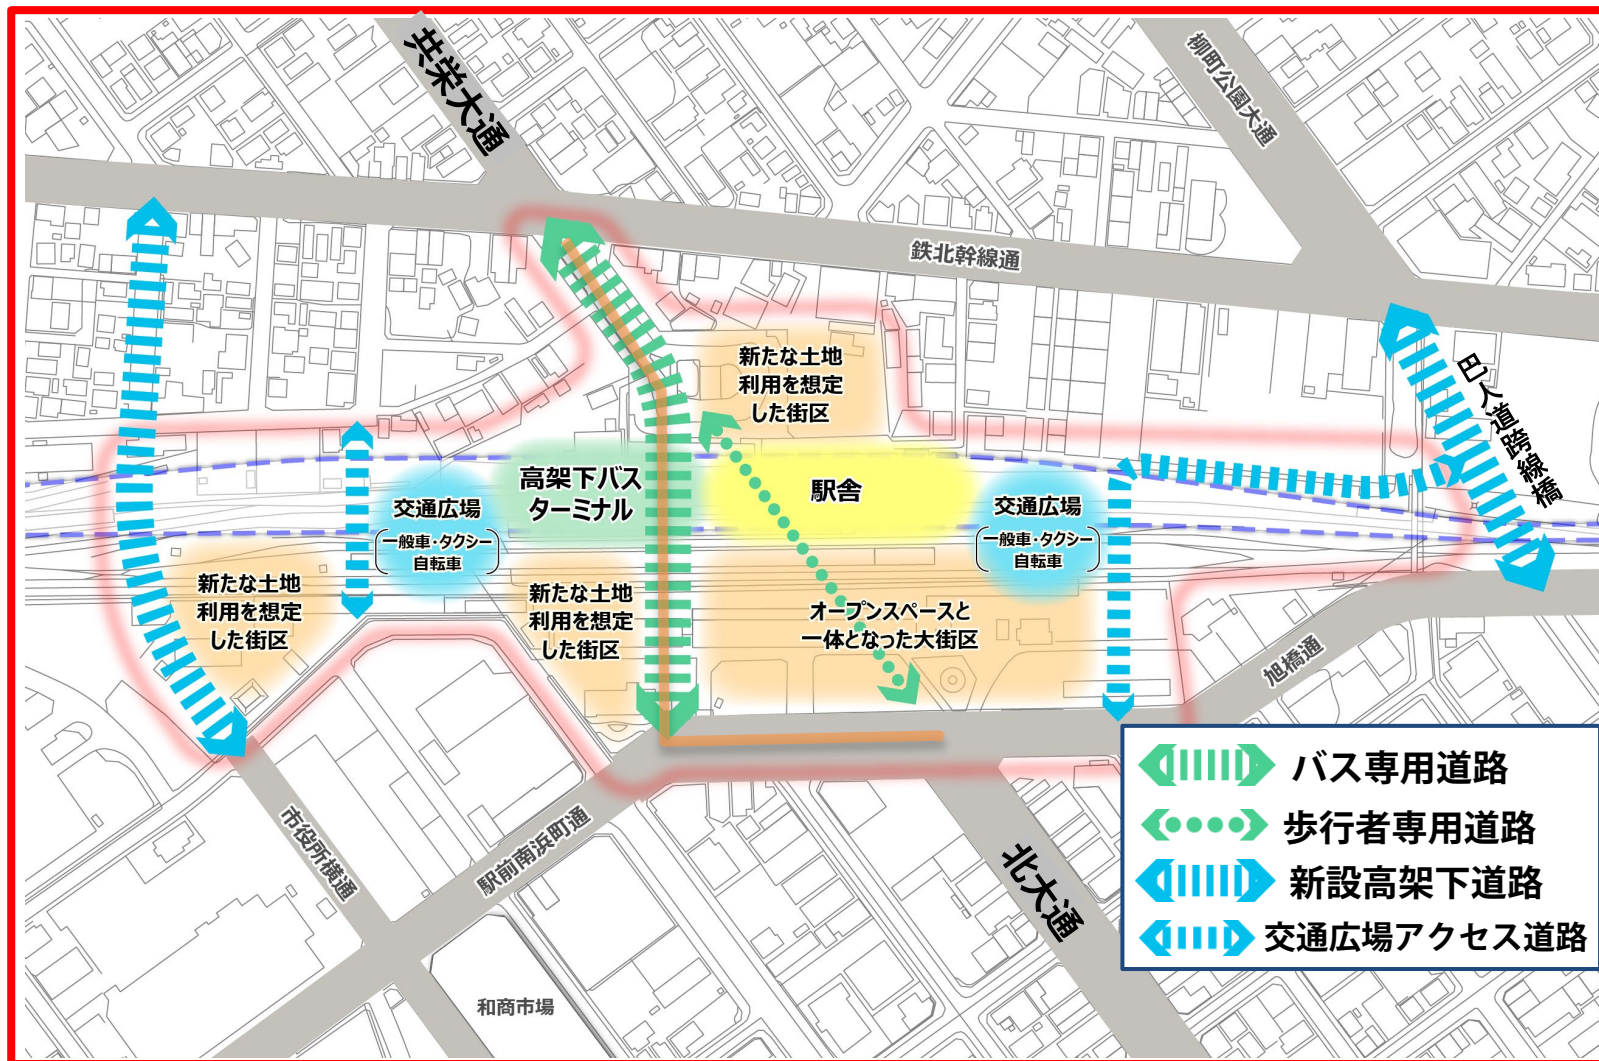 共栄大通
柳町公園大通
鉄北幹線通
新たな土地
利用を想定
した街区
巴人道跨線橋
高架下バス
ターミナル
駅舎
交通広場
一般車・タクシー
自転車
交通広場
一般車・タクシー
自転車
新たな土地
利用を想定
した街区
新たな土地
利用を想定
した街区
オープンスペースと
一体となった大街区
旭橋通
市役所横通
駅前南浜町通
北大通
和商市場
バス専用道路
歩行者専用道路
新設高架下道路
交通広場アクセス道路